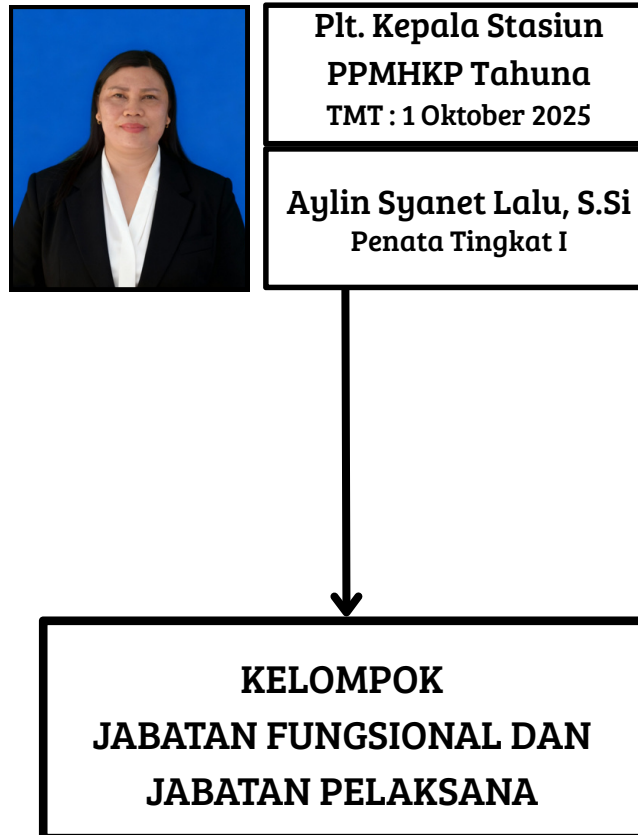 Plt. Kepala Stasiun
PPMHKP Tahuna
TMT : 1 Oktober 2025
Aylin Syanet Lalu, S.Si
Penata Tingkat I
KELOMPOK
JABATAN FUNGSIONAL DAN
JABATAN PELAKSANA